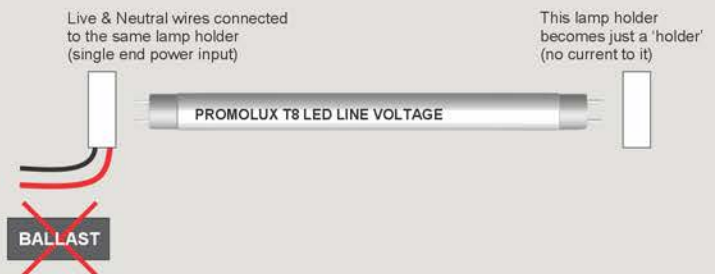 Live & Neutral wires connected
to the same lamp holder
(single end power input)
This lamp holder
becomes just a ‘holder’
(no current to it)
PROMOLUX T8 LED LINE VOLTAGE
BALLAST